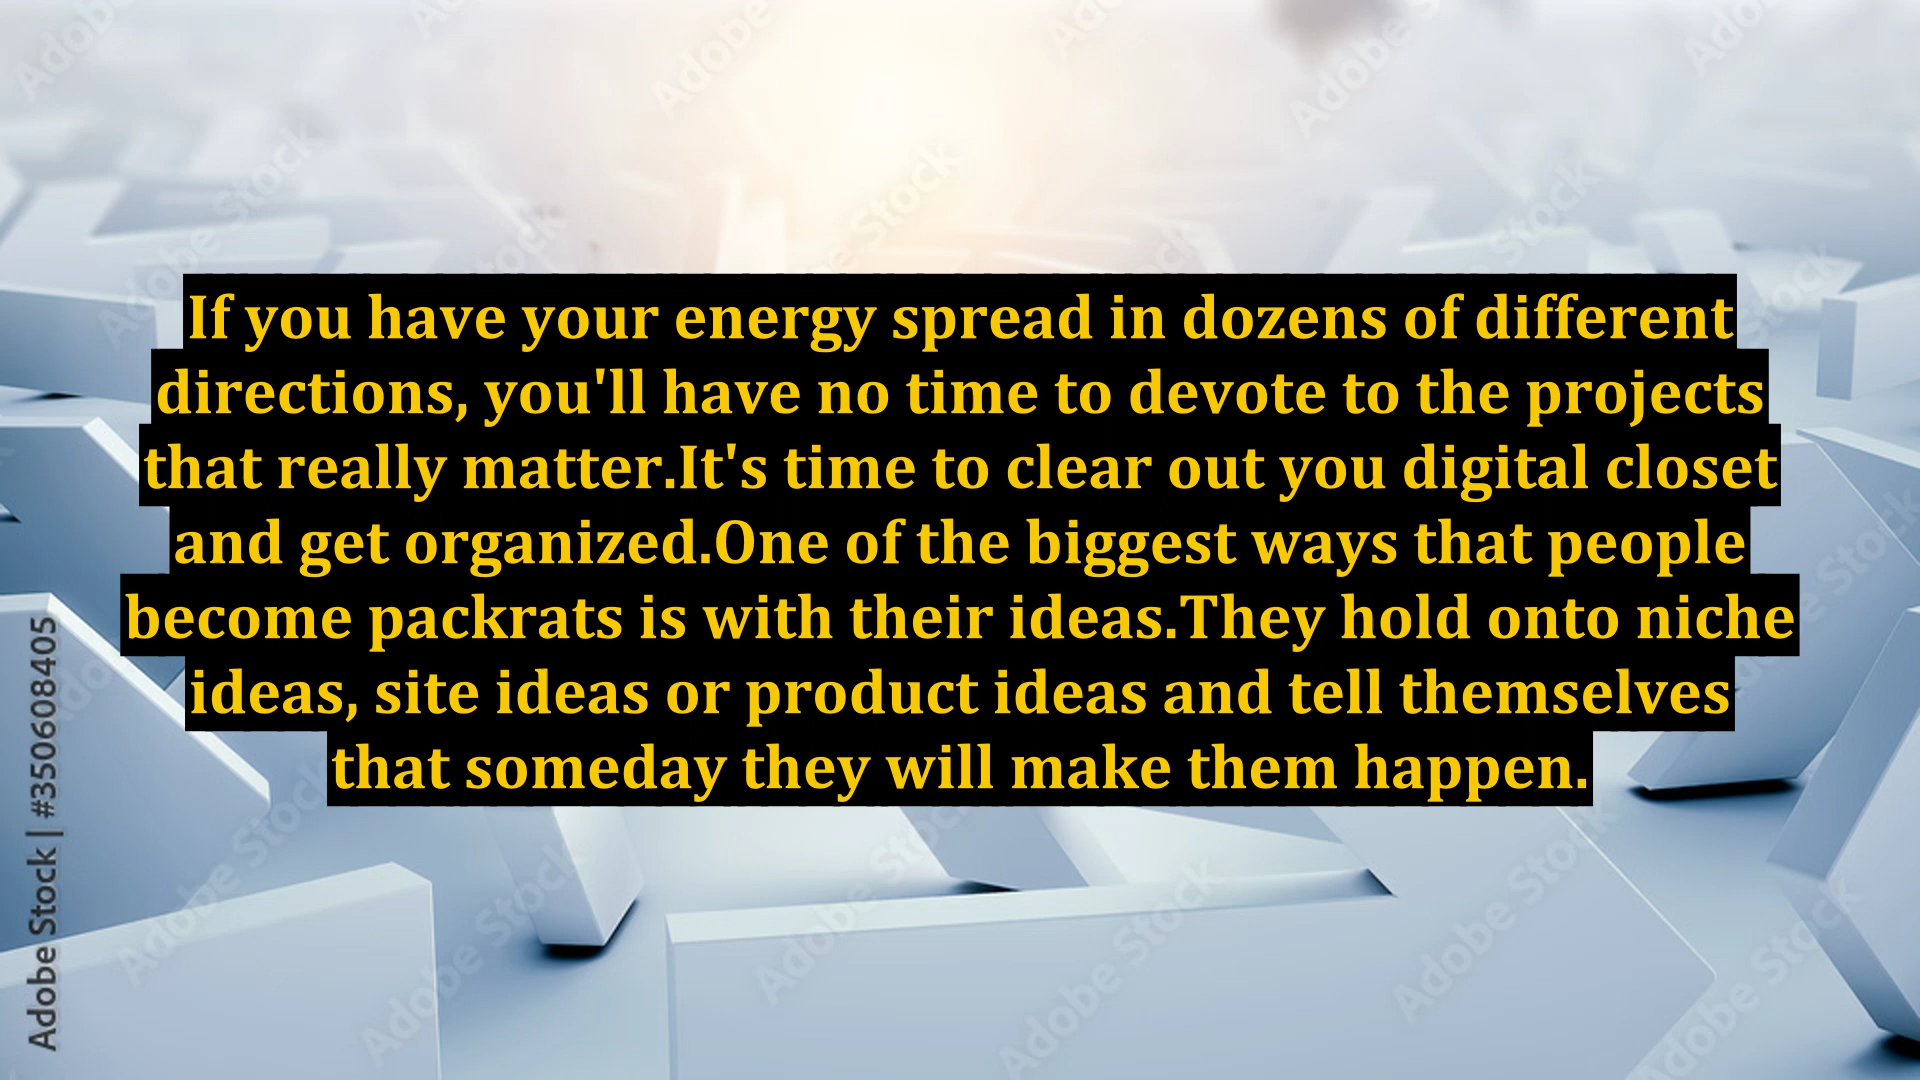 If you have your energy spread in dozens of different
directions, you'll have no time to devote to the projects
that really matter.It's time to clear out you digital closet
and get organized.One of the biggest ways that people
become packrats is with their ideas.They hold onto niche
ideas, site ideas or product ideas and tell themselves
that someday they will make them happen.
Adobe Stock | #350608405
Adobe Stock